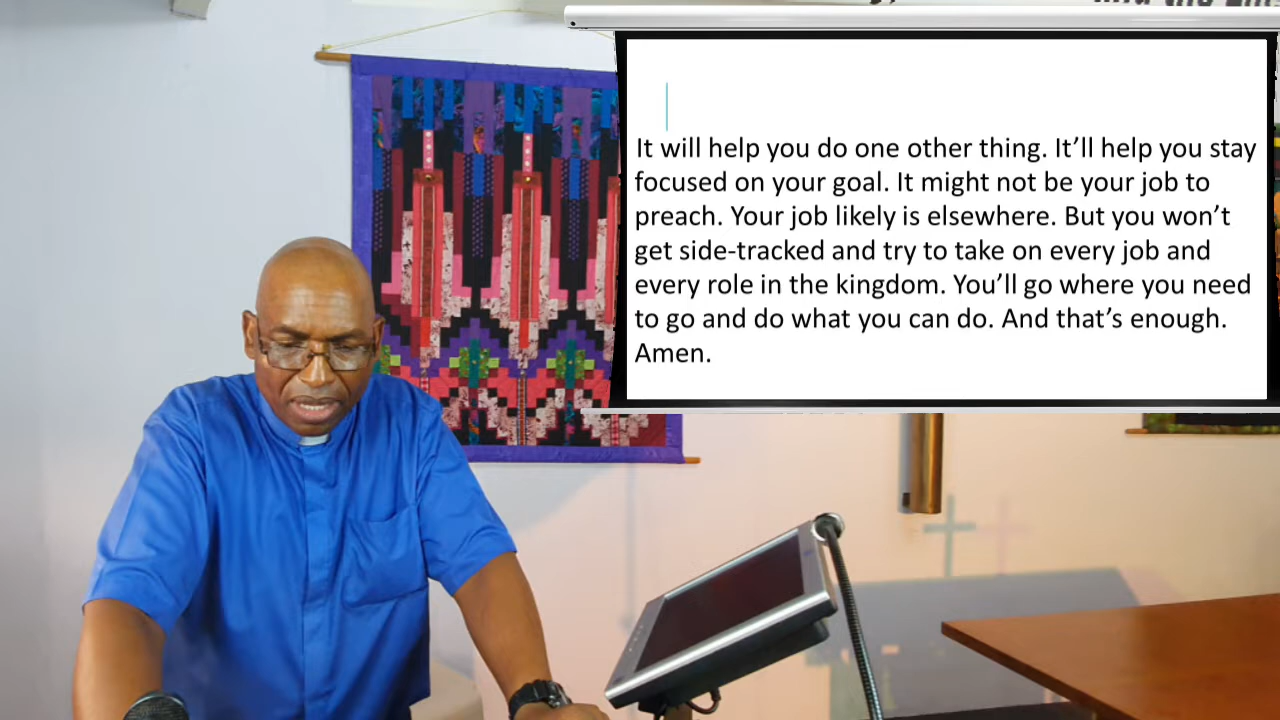 It will help you do one other thing. It’ll help you stay
focused on your goal. It might not be your job to
preach. Your job likely is elsewhere. But you won’t
get side-tracked and try to take on every job and
every role in the kingdom. You’ll go where you need
to go and do what you can do. And that’s enough.
Amen.